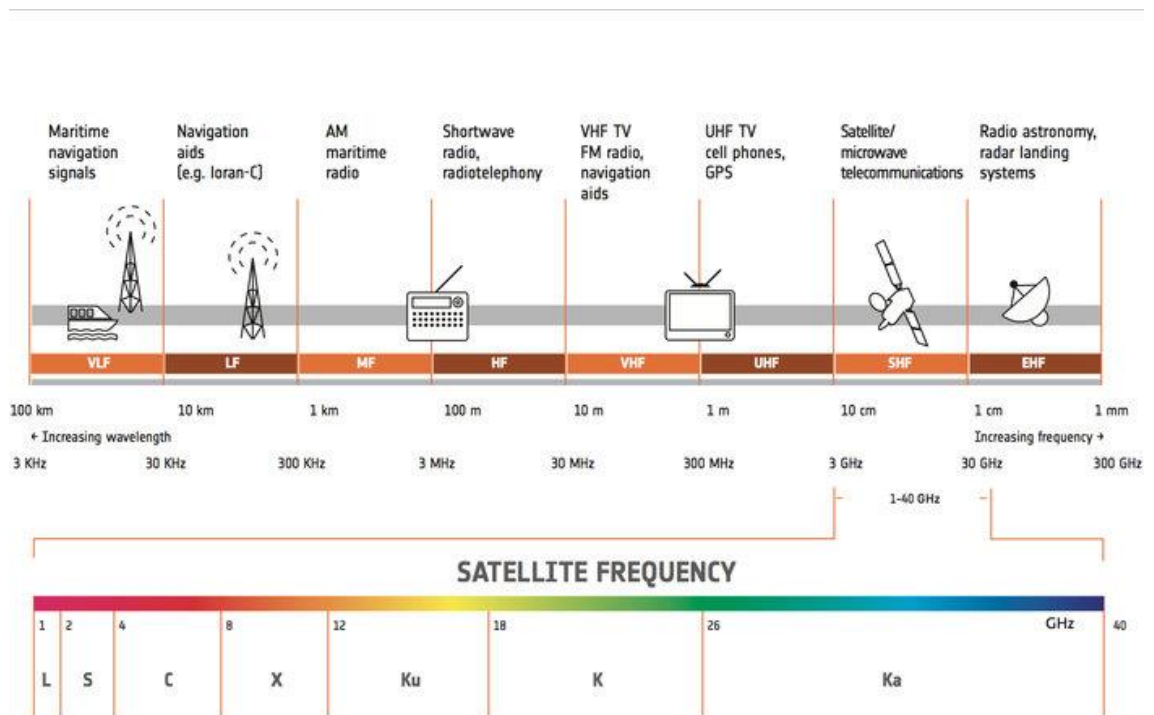 Maritime
navigation
signals
Navigation
aids
(e.g. loran-C)
AM
maritime
radio
Shortwave
radio,
radiotelephony
VHF TV
FM radio,
navigation
aids
UHF TV
cell phones,
GPS
Satellite/
microwave
telecommunications
Radio astronomy,
radar landing
systems
VLF LF MF HF VHF UHF SHF EHF
100 km 10 km 1 km 100 m 10 m 1 m 10 cm 1 cm 1 mm
← Increasing wavelength Increasing frequency →
3 KHz 30 KHz 300 KHz 3 MHz 30 MHz 300 MHz 3 GHz 30 GHz 300 GHz
1-40 GHz
SATELLITE FREQUENCY
1 2 4 8 12 18 26 GHz 40
L S C X Ku K Ka